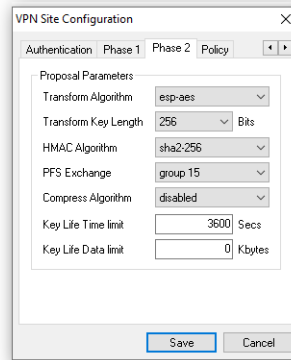 VPN Site Configuration
Authentication Phase 1 Phase 2 Policy
Proposal Parameters
Transform Algorithm esp-aes
Transform Key Length 256 Bits
HMAC Algorithm sha2-256
PFS Exchange group 15
Compress Algorithm disabled
Key Life Time limit 3600 Secs
Key Life Data limit 0 Kbytes
Save Cancel